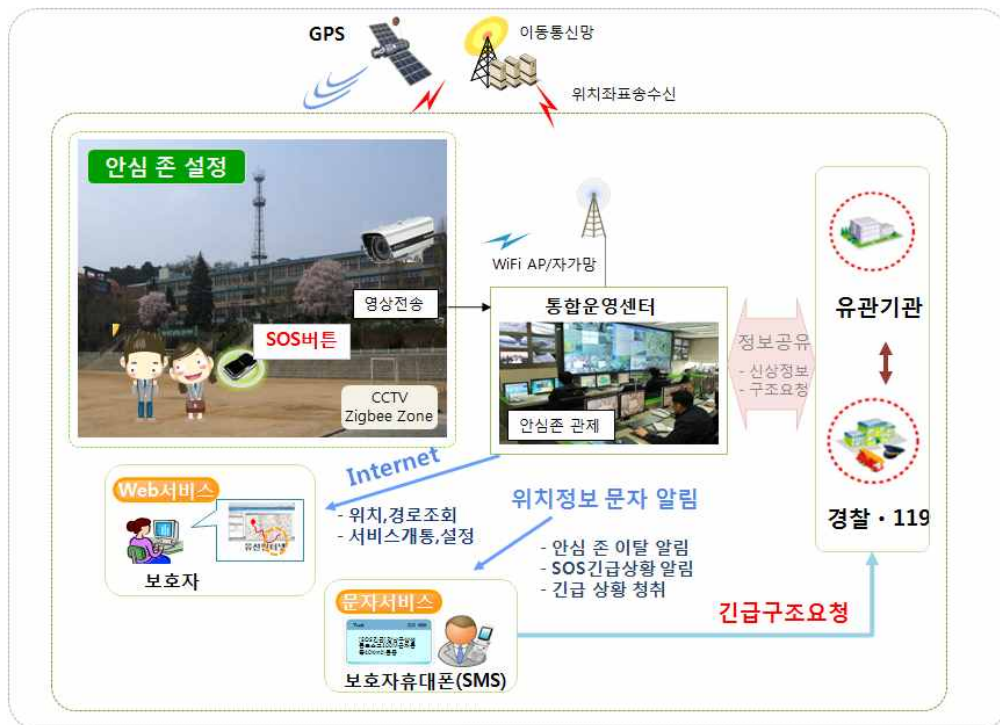 GPS
이동통신망
위치좌표송수신
안심 존 설정
WiFi AP/자가망
영상전송
통합운영센터
SOS버튼
CCTV
Zigbee Zone
안심존 관제
정보공유
- 신상정보
- 구조요청
유관기관
경찰・119
Internet
Web서비스
- 위치,경로조회
- 서비스개통,설정
보호자
위치정보 문자 알림
- 안심 존 이탈 알림
- SOS긴급상황 알림
- 긴급 상황 청취
문자서비스
보호자휴대폰(SMS)
긴급구조요청